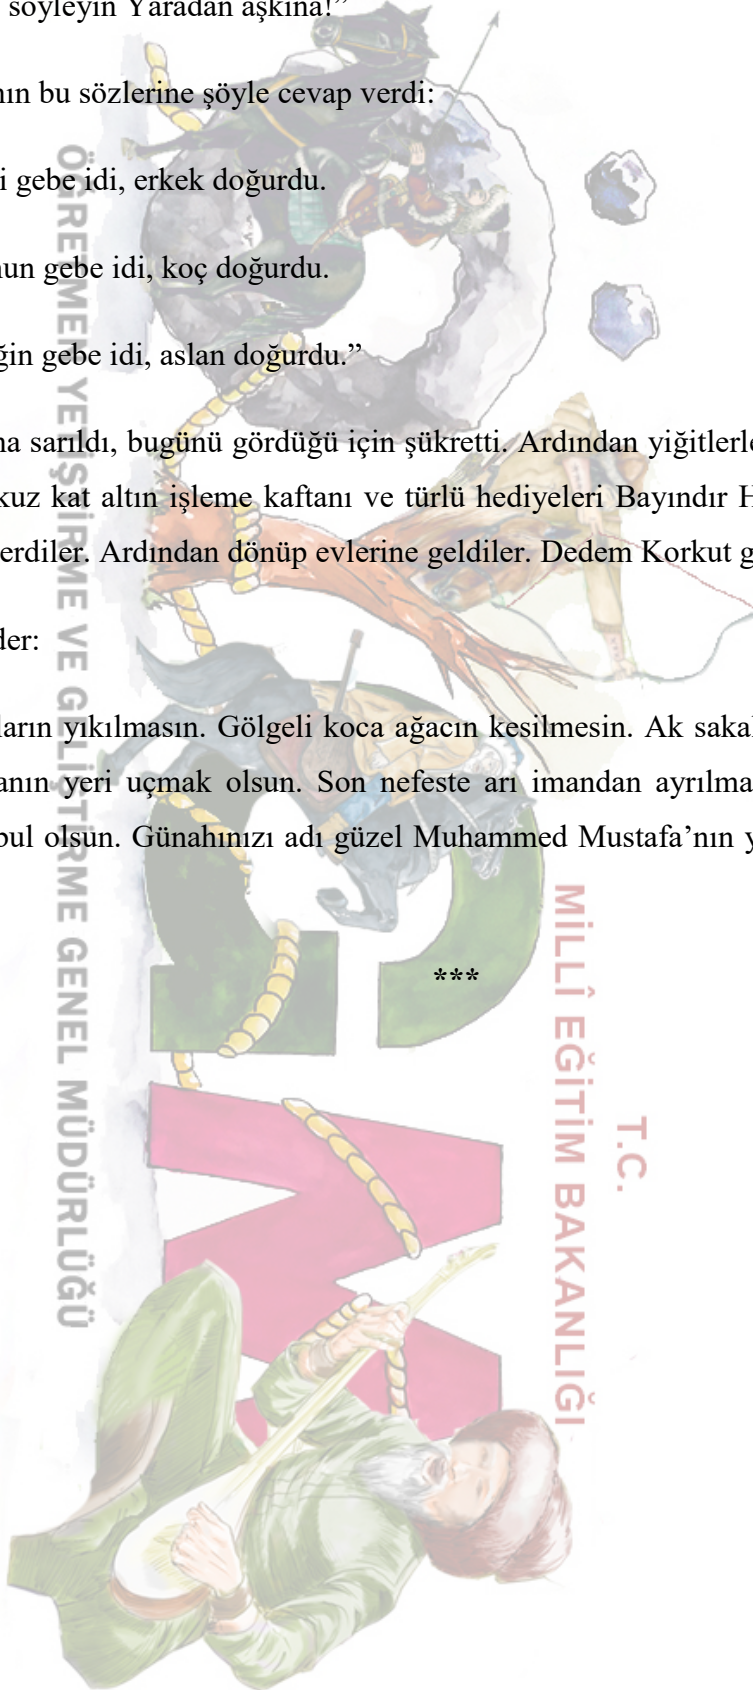 söyleyin Yaradan aşkına!”
nın bu sözlerine şöyle cevap verdi:
i gebe idi, erkek doğurdu.
un gebe idi, koç doğurdu.
ğin gebe idi, aslan doğurdu.”
na sarıldı, bugünü gördüğü için şükretti. Ardından yiğitlerle
kuz kat altın işleme kaftanı ve türlü hediyeleri Bayındır H
erdiler. Ardından dönüp evlerine geldiler. Dedem Korkut g
der:
ların yıkılmasın. Gölgeli koca ağacın kesilmesin. Ak sakal
anın yeri uçmak olsun. Son nefeste arı imandan ayrılma
bul olsun. Günahınızı adı güzel Muhammed Mustafa’nın y
***
ÖĞRETMEN YETİŞTİRME VE GELİŞTİRME GENEL MÜDÜRLÜĞÜ
T.C.
MİLLÎ EĞİTİM BAKANLIĞI